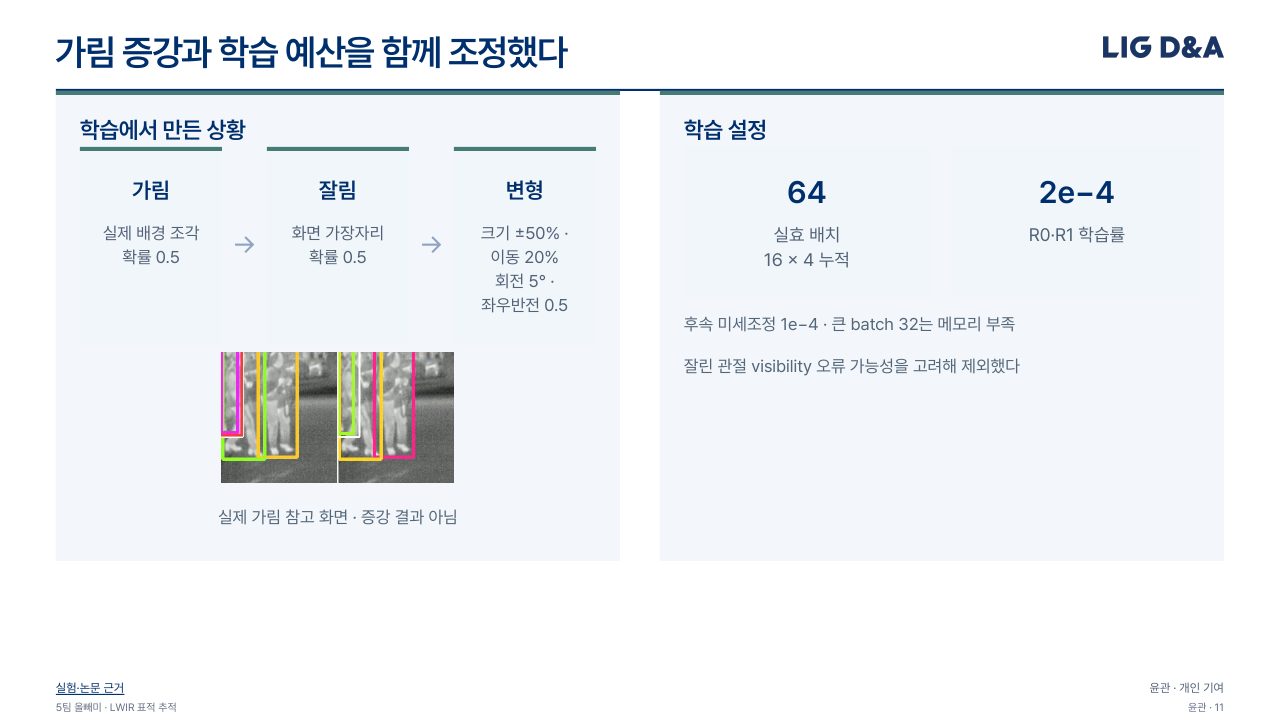 가림 증강과 학습 예산을 함께 조정했다
LIG D&A
학습에서 만든 상황
가림
실제 배경 조각
확률 0.5
→
잘림
화면 가장자리
확률 0.5
→
변형
크기 ±50% ·
이동 20%
회전 5° ·
좌우반전 0.5
실제 가림 참고 화면 · 증강 결과 아님
학습 설정
64
실효 배치
16 × 4 누적
2e−4
R0·R1 학습률
후속 미세조정 1e−4 · 큰 batch 32는 메모리 부족
잘린 관절 visibility 오류 가능성을 고려해 제외했다
실험·논문 근거
5팀 올빼미 · LWIR 표적 추적
윤관 · 개인 기여
윤관 · 11